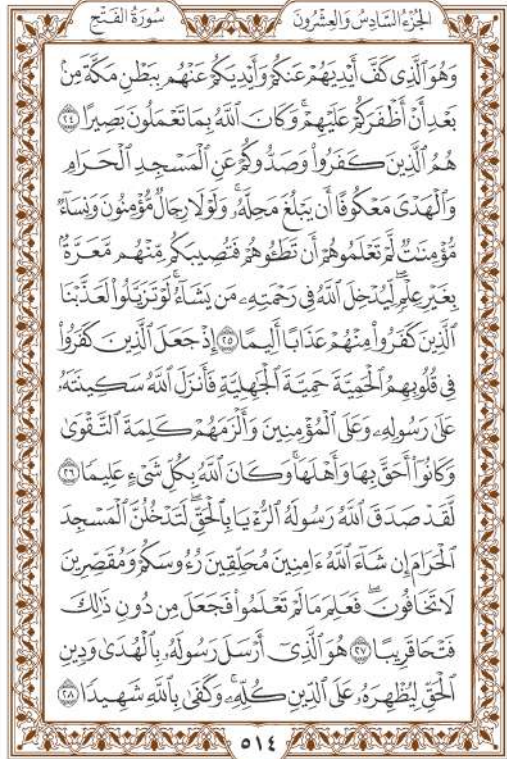 الجُزْءُ السَّادِسُ وَالعِشْرُونَ
سُورَةُ الفَتْحِ
وَهُوَ ٱلَّذِى كَفَّ أَيْدِيَهُمْ عَنكُمْ وَأَيْدِيَكُمْ عَنْهُم بِبَطْنِ مَكَّةَ مِنۢ
بَعْدِ أَنْ أَظْفَرَكُمْ عَلَيْهِمْ ۚ وَكَانَ ٱللَّهُ بِمَا تَعْمَلُونَ بَصِيرًا ٢٤
هُمُ ٱلَّذِينَ كَفَرُوا۟ وَصَدُّوكُمْ عَنِ ٱلْمَسْجِدِ ٱلْحَرَامِ
وَٱلْهَدْىَ مَعْكُوفًا أَن يَبْلُغَ مَحِلَّهُۥ ۚ وَلَوْلَا رِجَالٌ مُّؤْمِنُونَ وَنِسَآءٌ
مُّؤْمِنَٰتٌ لَّمْ تَعْلَمُوهُمْ أَن تَطَـُٔوهُمْ فَتُصِيبَكُم مِّنْهُم مَّعَرَّةٌۢ
بِغَيْرِ عِلْمٍ ۖ لِّيُدْخِلَ ٱللَّهُ فِى رَحْمَتِهِۦ مَن يَشَآءُ ۚ لَوْ تَزَيَّلُوا۟ لَعَذَّبْنَا
ٱلَّذِينَ كَفَرُوا۟ مِنْهُمْ عَذَابًا أَلِيمًا ٢٥ إِذْ جَعَلَ ٱلَّذِينَ كَفَرُوا۟
فِى قُلُوبِهِمُ ٱلْحَمِيَّةَ حَمِيَّةَ ٱلْجَٰهِلِيَّةِ فَأَنزَلَ ٱللَّهُ سَكِينَتَهُۥ
عَلَىٰ رَسُولِهِۦ وَعَلَى ٱلْمُؤْمِنِينَ وَأَلْزَمَهُمْ كَلِمَةَ ٱلتَّقْوَىٰ
وَكَانُوٓا۟ أَحَقَّ بِهَا وَأَهْلَهَا ۚ وَكَانَ ٱللَّهُ بِكُلِّ شَىْءٍ عَلِيمًا ٢٦
لَّقَدْ صَدَقَ ٱللَّهُ رَسُولَهُ ٱلرُّءْيَا بِٱلْحَقِّ ۖ لَتَدْخُلُنَّ ٱلْمَسْجِدَ
ٱلْحَرَامَ إِن شَآءَ ٱللَّهُ ءَامِنِينَ مُحَلِّقِينَ رُءُوسَكُمْ وَمُقَصِّرِينَ
لَا تَخَافُونَ ۖ فَعَلِمَ مَا لَمْ تَعْلَمُوا۟ فَجَعَلَ مِن دُونِ ذَٰلِكَ
فَتْحًا قَرِيبًا ٢٧ هُوَ ٱلَّذِىٓ أَرْسَلَ رَسُولَهُۥ بِٱلْهُدَىٰ وَدِينِ
ٱلْحَقِّ لِيُظْهِرَهُۥ عَلَى ٱلدِّينِ كُلِّهِۦ ۚ وَكَفَىٰ بِٱللَّهِ شَهِيدًا ٢٨
٥١٤